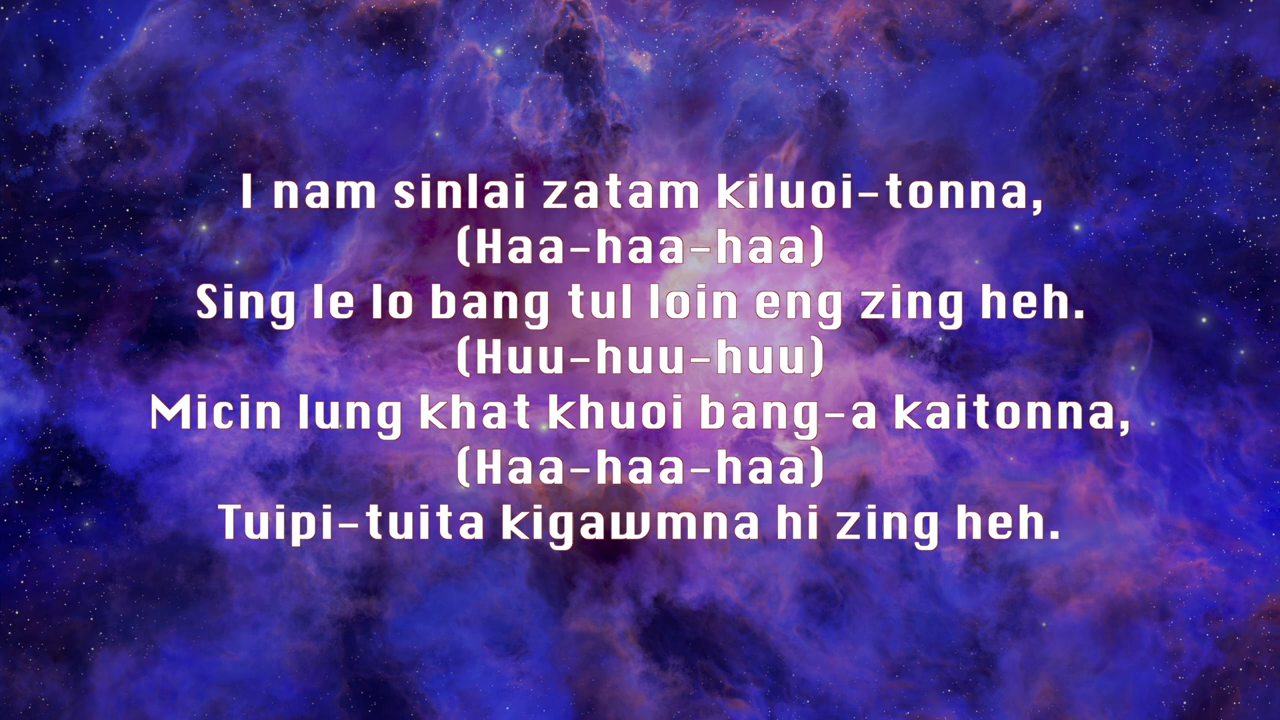 I nam sinlai zatam kiluoi-tonna,
(Haa-haa-haa)
Sing le lo bang tul loin eng zing heh.
(Huu-huu-huu)
Micin lung khat khuoi bang-a kaitonna,
(Haa-haa-haa)
Tuipi-tuita kigawmna hi zing heh.